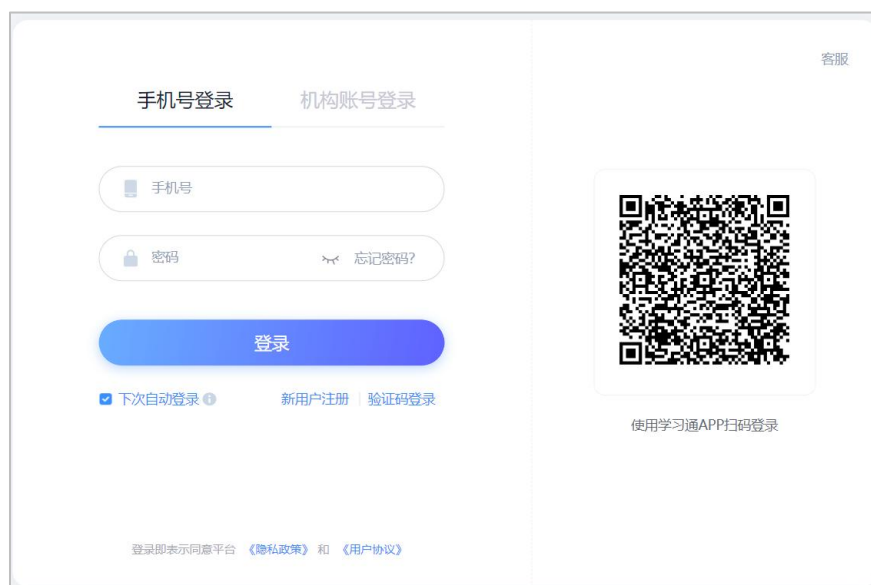 客服
手机号登录 机构账号登录
手机号
密码 忘记密码?
登录
下次自动登录 新用户注册 验证码登录
使用学习通APP扫码登录
登录即表示同意平台 《隐私政策》 和 《用户协议》